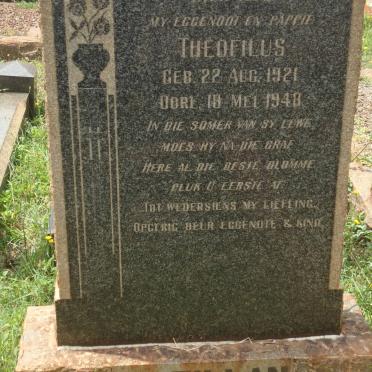 MY EGGENOOT EN PAPPIE
THEOFILUS
GEB. 22 AUG. 1921
OORL. 18 MEI 1948
IN DIE SOMER VAN SY LEWE
MOES HY NA DIE GRAF
HERE AL DIE BESTE BLOMME
PLUK U EERSTE AF.
TOT WEDERSIENS MY LIEFLING,
OPGERIG DEUR EGGENOTE & KIND.